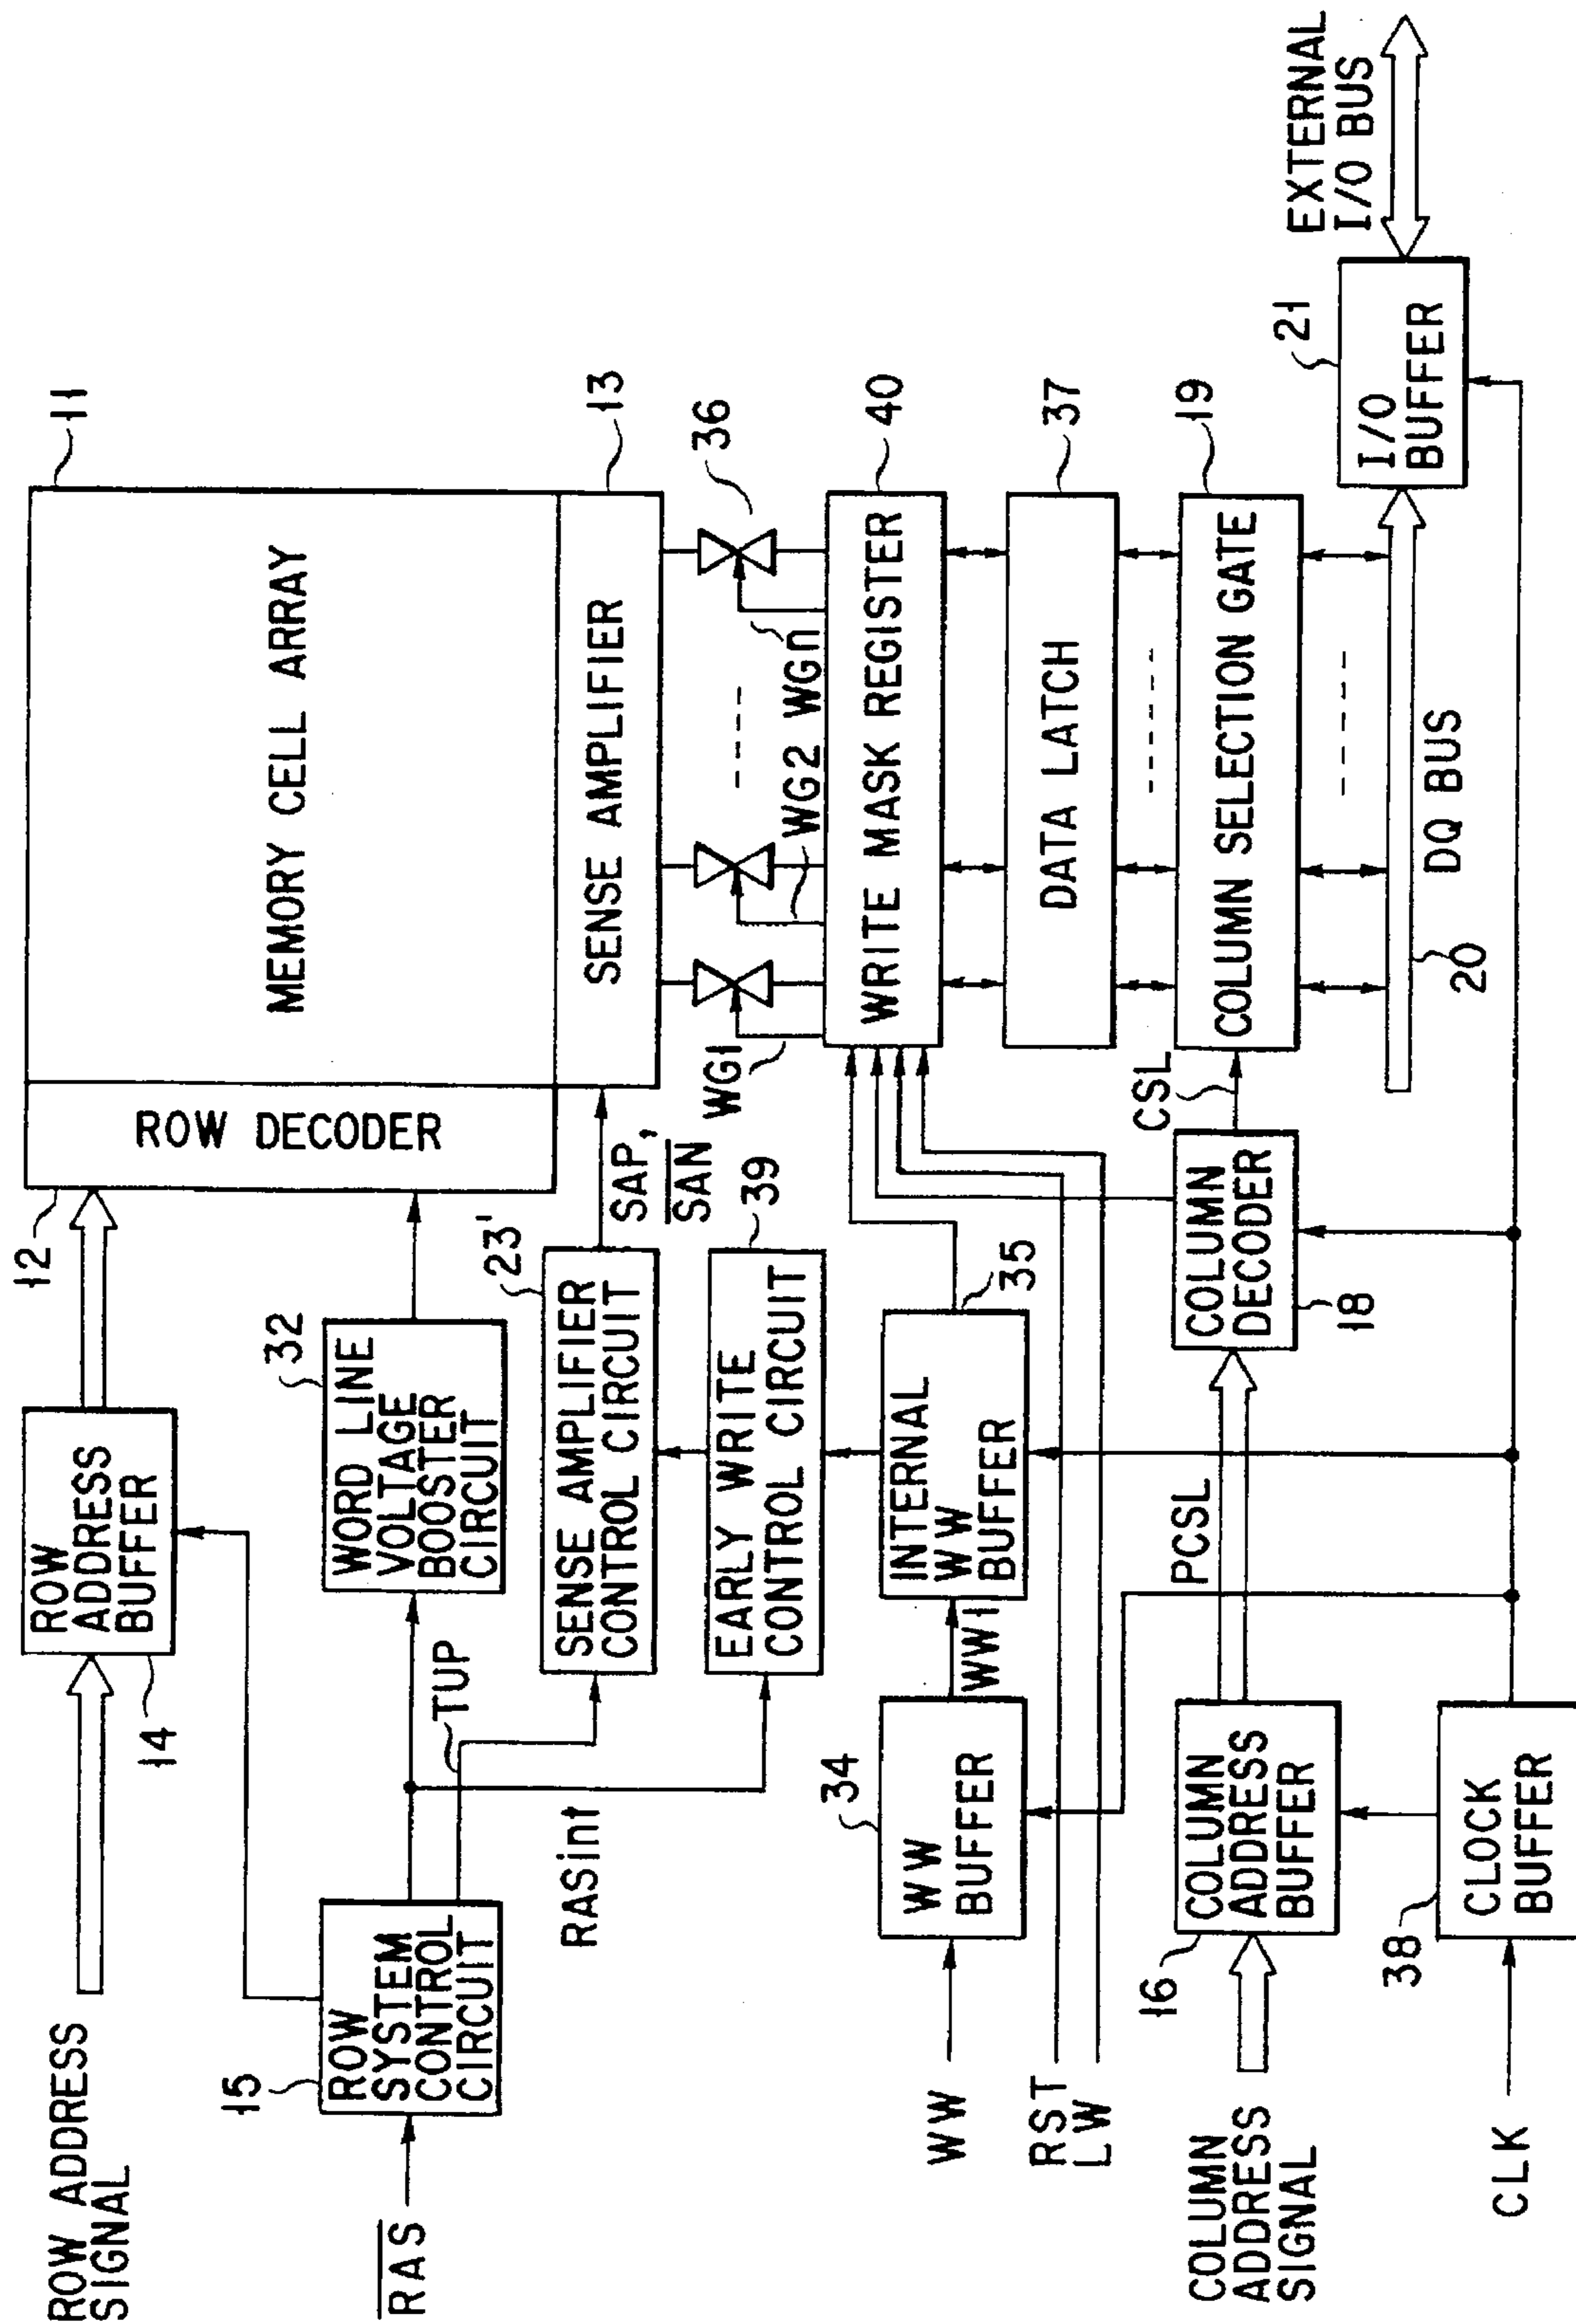 ROW ADDRESS
SIGNAL
14
ROW
ADDRESS
BUFFER
12
ROW DECODER
MEMORY CELL ARRAY
11
RAS
15
ROW
SYSTEM
CONTROL
CIRCUIT
TUP
RASint
32
WORD LINE
VOLTAGE
BOOSTER
CIRCUIT
23'
SENSE AMPLIFIER
CONTROL CIRCUIT
SAP,
SAN
SENSE AMPLIFIER
13
EARLY WRITE
CONTROL CIRCUIT
39
WG1
WG2
WGn
36
WW
34
WW
BUFFER
WW1
INTERNAL
WW
BUFFER
35
WRITE MASK REGISTER
40
RST
LW
DATA LATCH
37
COLUMN
ADDRESS
SIGNAL
16
COLUMN
ADDRESS
BUFFER
PCSL
COLUMN
DECODER
18
CSL
COLUMN SELECTION GATE
19
20
DQ BUS
CLK
38
CLOCK
BUFFER
I/O
BUFFER
21
EXTERNAL
I/O BUS